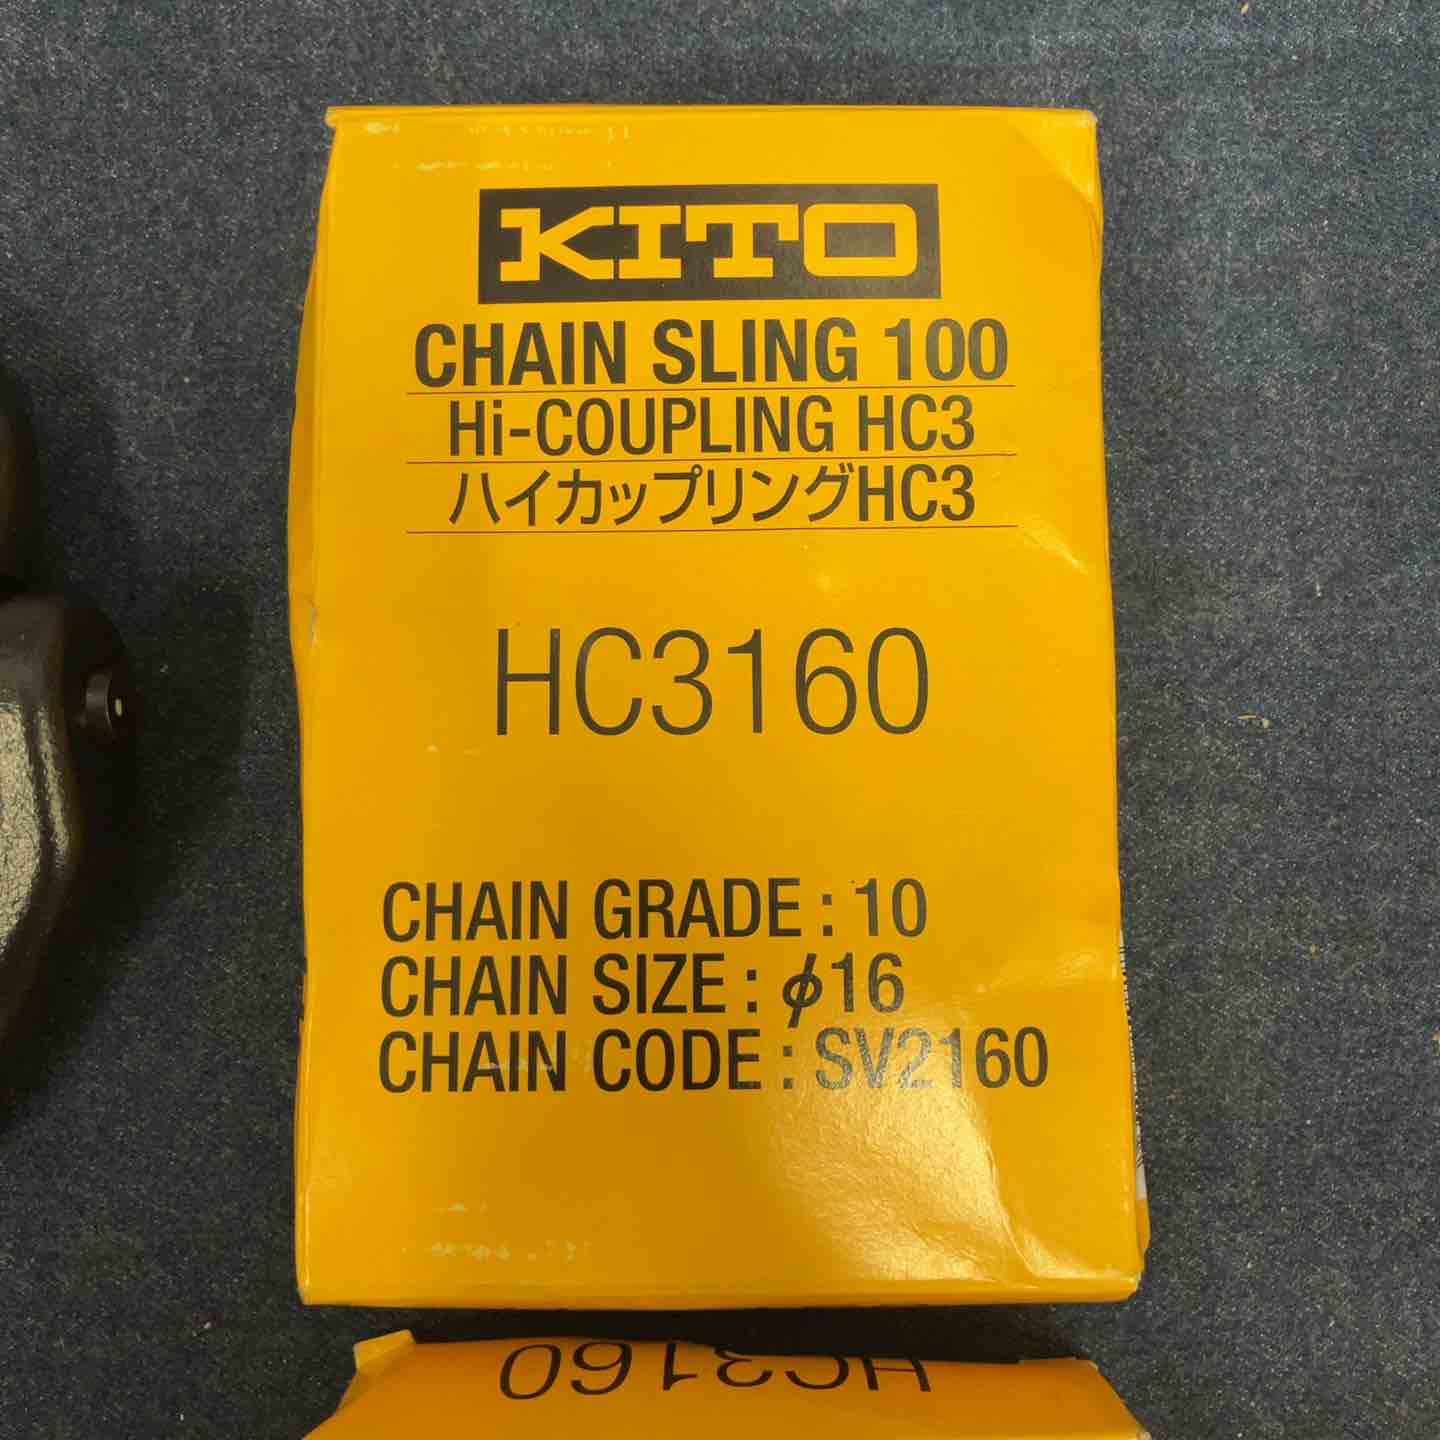 KITO
CHAIN SLING 100
Hi-COUPLING HC3
ハイカップリングHC3
HC3160
CHAIN GRADE : 10
CHAIN SIZE : ϕ16
CHAIN CODE : SV2160
HC3160